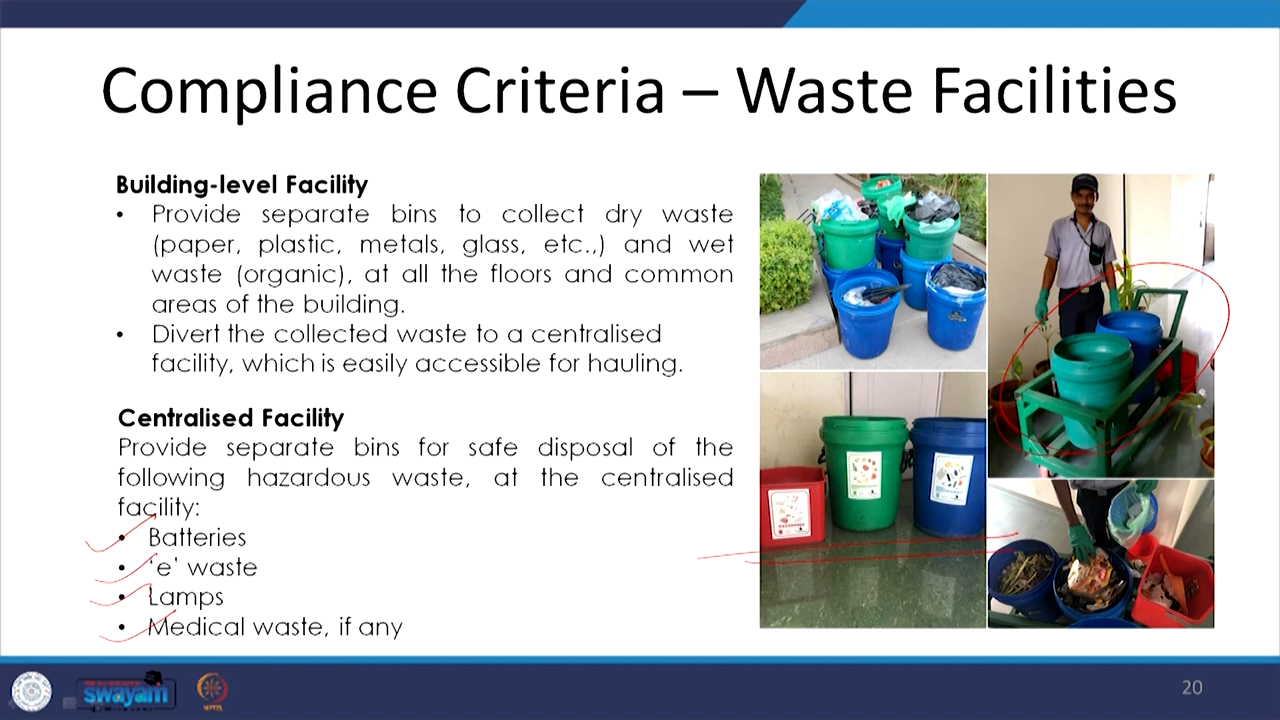 Compliance Criteria – Waste Facilities
Building-level Facility
• Provide separate bins to collect dry waste
(paper, plastic, metals, glass, etc.,) and wet
waste (organic), at all the floors and common
areas of the building.
• Divert the collected waste to a centralised
facility, which is easily accessible for hauling.
Centralised Facility
Provide separate bins for safe disposal of the
following hazardous waste, at the centralised
facility:
• Batteries
• ‘e’ waste
• Lamps
• Medical waste, if any
swayam
20